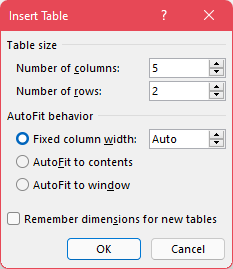 Insert Table
Table size
Number of columns: 5
Number of rows: 2
AutoFit behavior
Fixed column width: Auto
AutoFit to contents
AutoFit to window
Remember dimensions for new tables
OK Cancel